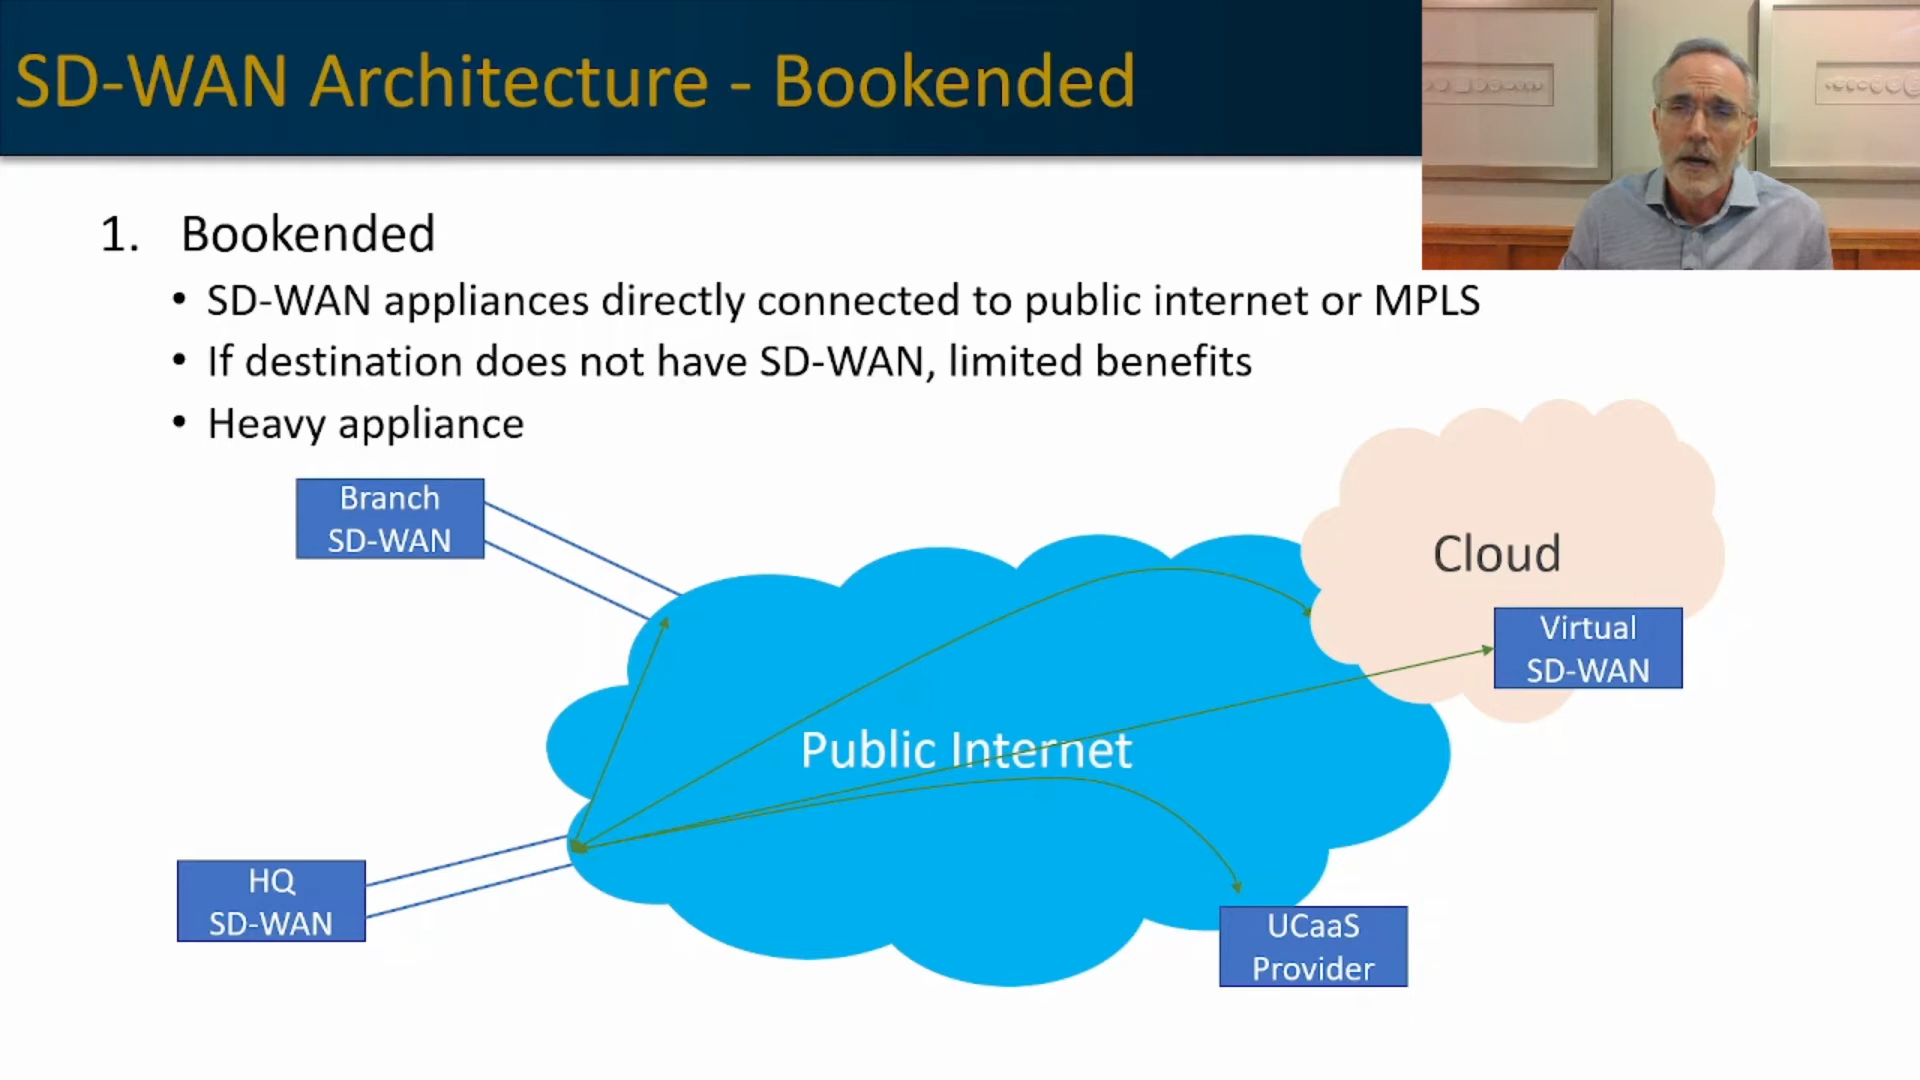 SD-WAN Architecture - Bookended
1. Bookended
• SD-WAN appliances directly connected to public internet or MPLS
• If destination does not have SD-WAN, limited benefits
• Heavy appliance
Branch
SD-WAN
Cloud
Virtual
SD-WAN
Public Internet
HQ
SD-WAN
UCaaS
Provider